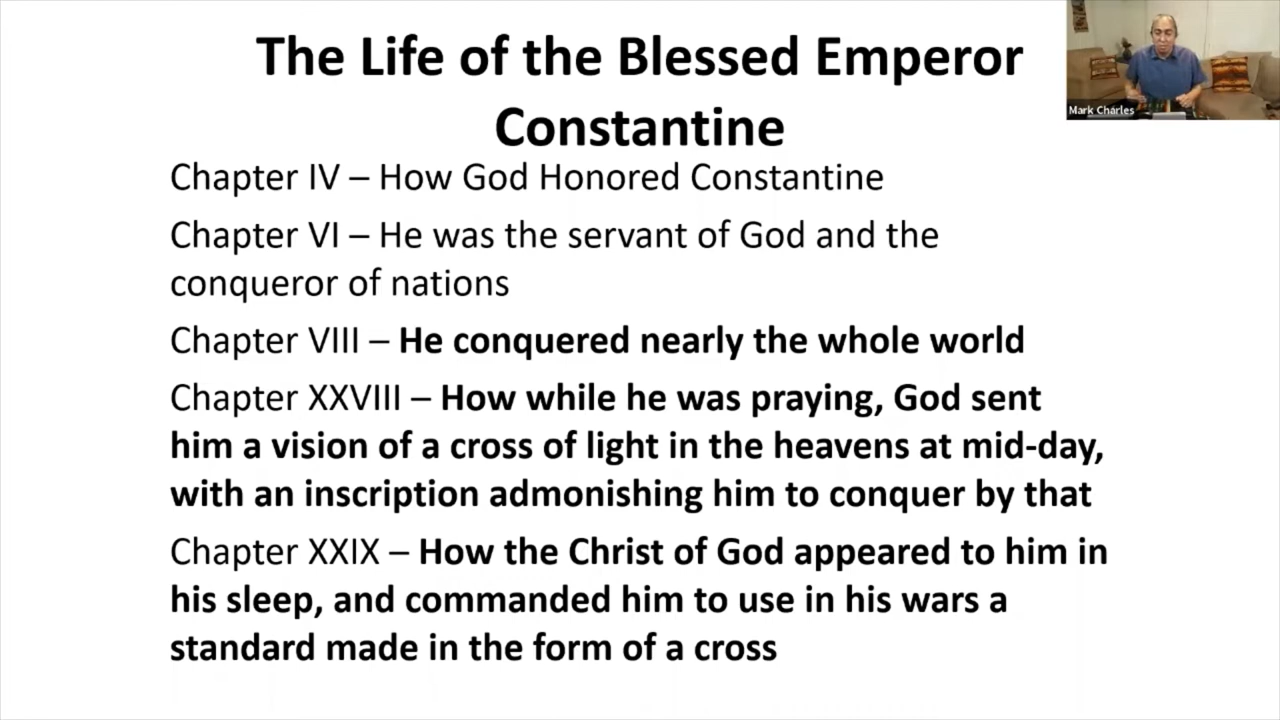 The Life of the Blessed Emperor
Constantine
Mark Charles
Chapter IV – How God Honored Constantine
Chapter VI – He was the servant of God and the
conqueror of nations
Chapter VIII – He conquered nearly the whole world
Chapter XXVIII – How while he was praying, God sent
him a vision of a cross of light in the heavens at mid-day,
with an inscription admonishing him to conquer by that
Chapter XXIX – How the Christ of God appeared to him in
his sleep, and commanded him to use in his wars a
standard made in the form of a cross